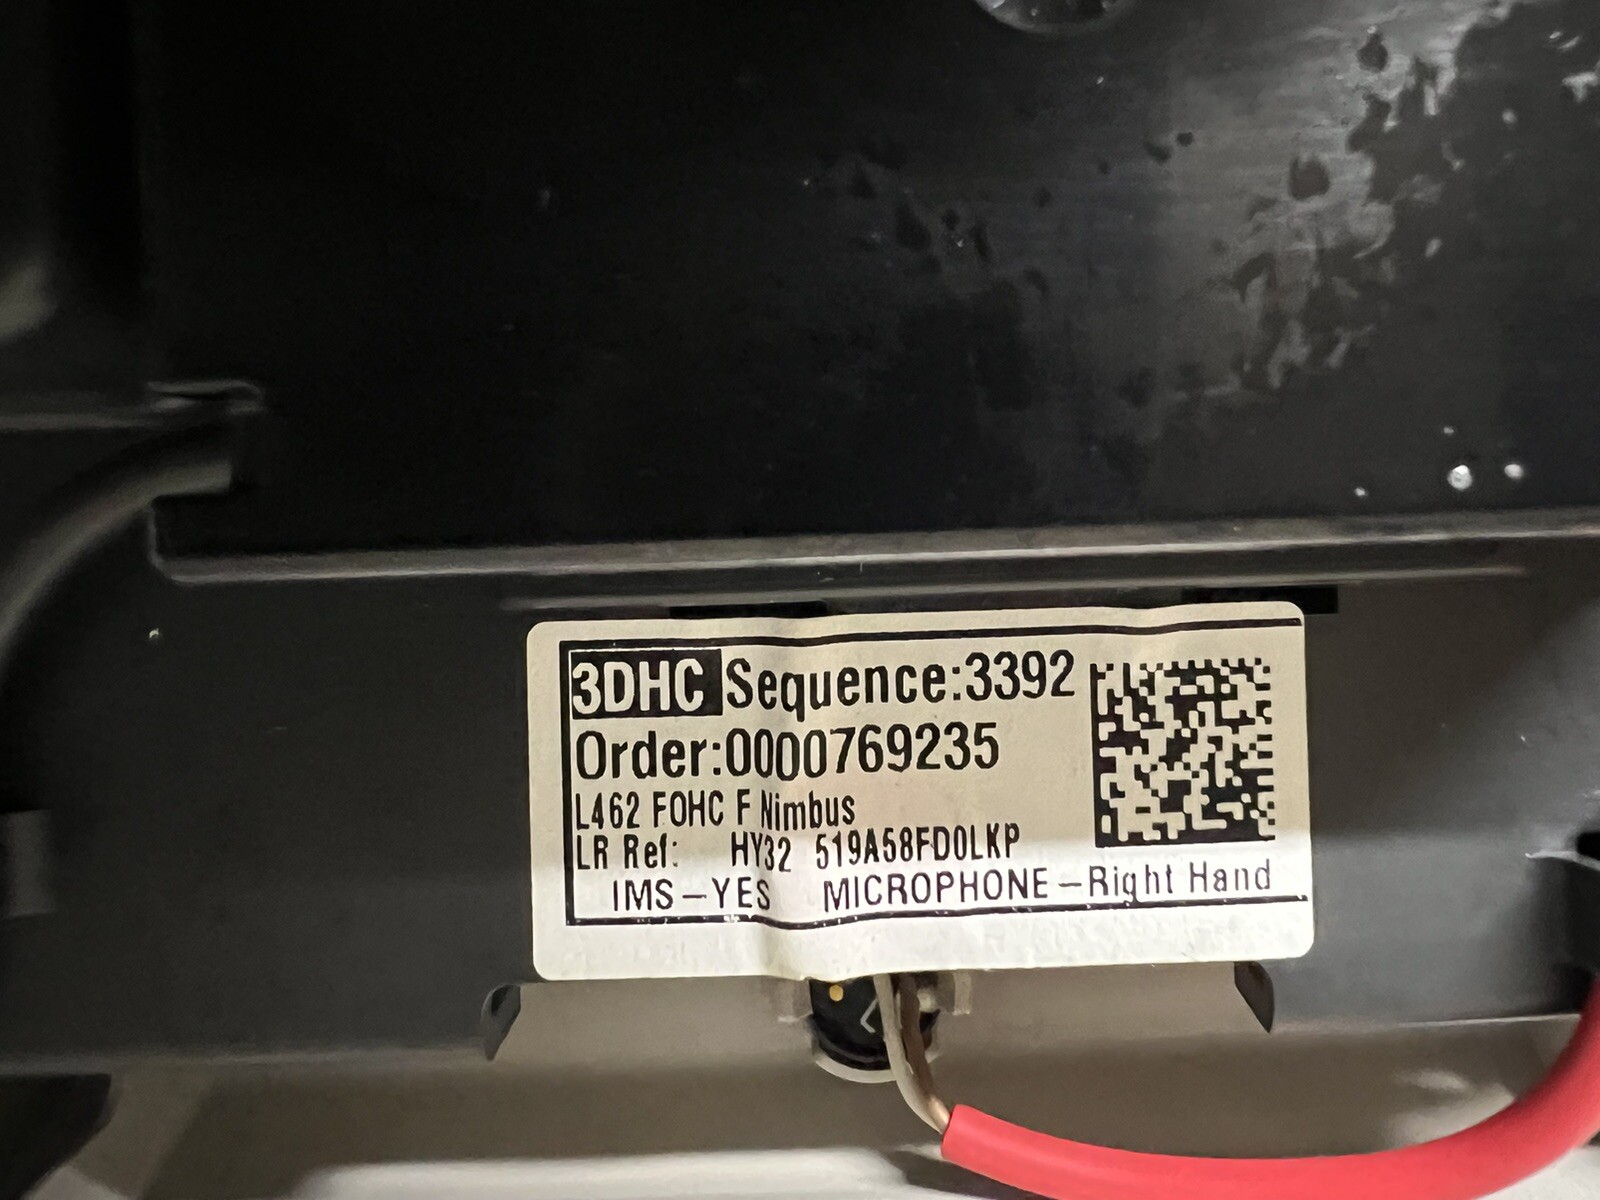 3DHC Sequence:3392
Order:0000769235
L462 FOHC F Nimbus
LR Ref: HY32 519A58FD0LKP
IMS-YES MICROPHONE-Right Hand